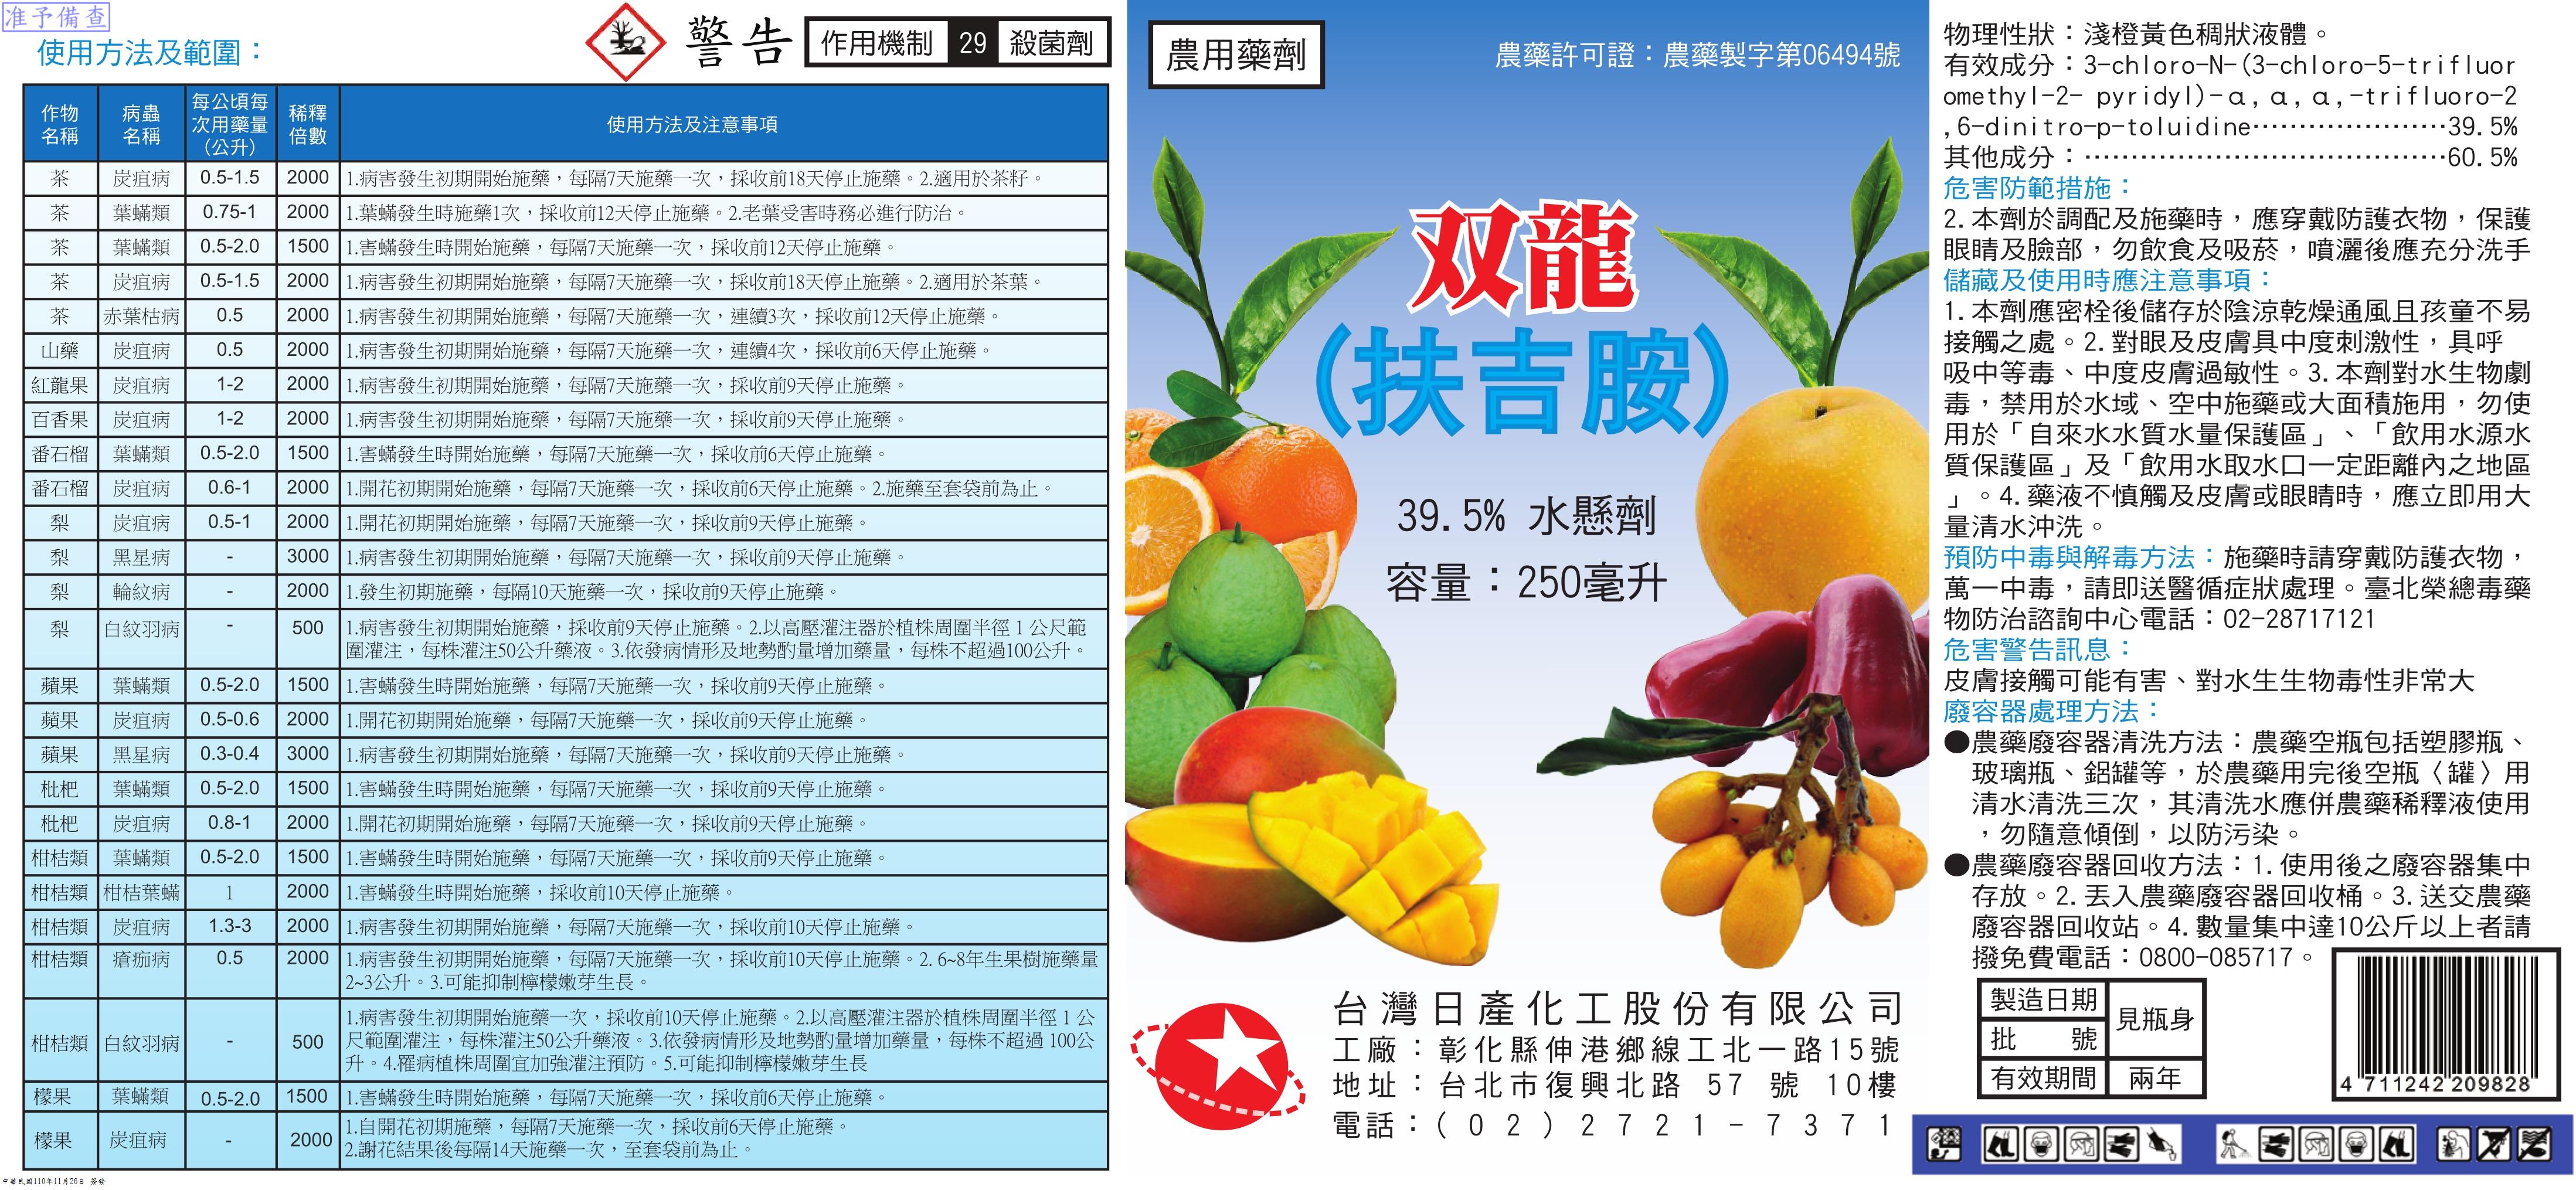 准予備查
使用方法及範圍：
警告
作用機制 29 殺菌劑
作物名稱 病蟲名稱 每公頃每次用藥量(公升) 稀釋倍數 使用方法及注意事項
茶 炭疽病 0.5-1.5 2000 1.病害發生初期開始施藥，每隔7天施藥一次，採收前18天停止施藥。2.適用於茶籽。
茶 葉蟎類 0.75-1 2000 1.葉蟎發生時施藥1次，採收前12天停止施藥。2.老葉受害時務必進行防治。
茶 葉蟎類 0.5-2.0 1500 1.害蟎發生時開始施藥，每隔7天施藥一次，採收前12天停止施藥。
茶 炭疽病 0.5-1.5 2000 1.病害發生初期開始施藥，每隔7天施藥一次，採收前18天停止施藥。2.適用於茶葉。
茶 赤葉枯病 0.5 2000 1.病害發生初期開始施藥，每隔7天施藥一次，連續3次，採收前12天停止施藥。
山藥 炭疽病 0.5 2000 1.病害發生初期開始施藥，每隔7天施藥一次，連續4次，採收前6天停止施藥。
紅龍果 炭疽病 1-2 2000 1.病害發生初期開始施藥，每隔7天施藥一次，採收前9天停止施藥。
百香果 炭疽病 1-2 2000 1.病害發生初期開始施藥，每隔7天施藥一次，採收前9天停止施藥。
番石榴 葉蟎類 0.5-2.0 1500 1.害蟎發生時開始施藥，每隔7天施藥一次，採收前6天停止施藥。
番石榴 炭疽病 0.6-1 2000 1.開花初期開始施藥，每隔7天施藥一次，採收前6天停止施藥。2.施藥至套袋前為止。
梨 炭疽病 0.5-1 2000 1.開花初期開始施藥，每隔7天施藥一次，採收前9天停止施藥。
梨 黑星病 - 3000 1.病害發生初期開始施藥，每隔7天施藥一次，採收前9天停止施藥。
梨 輪紋病 - 2000 1.發生初期施藥，每隔10天施藥一次，採收前9天停止施藥。
梨 白紋羽病 - 500 1.病害發生初期開始施藥，採收前9天停止施藥。2.以高壓灌注器於植株周圍半徑 1 公尺範
圍灌注，每株灌注50公升藥液。3.依發病情形及地勢酌量增加藥量，每株不超過100公升。
蘋果 葉蟎類 0.5-2.0 1500 1.害蟎發生時開始施藥，每隔7天施藥一次，採收前9天停止施藥。
蘋果 炭疽病 0.5-0.6 2000 1.開花初期開始施藥，每隔7天施藥一次，採收前9天停止施藥。
蘋果 黑星病 0.3-0.4 3000 1.病害發生初期開始施藥，每隔7天施藥一次，採收前9天停止施藥。
枇杷 葉蟎類 0.5-2.0 1500 1.害蟎發生時開始施藥，每隔7天施藥一次，採收前9天停止施藥。
枇杷 炭疽病 0.8-1 2000 1.開花初期開始施藥，每隔7天施藥一次，採收前9天停止施藥。
柑桔類 葉蟎類 0.5-2.0 1500 1.害蟎發生時開始施藥，每隔7天施藥一次，採收前9天停止施藥。
柑桔類 柑桔葉蟎 1 2000 1.害蟎發生時開始施藥，採收前10天停止施藥。
柑桔類 炭疽病 1.3-3 2000 1.病害發生初期開始施藥，每隔7天施藥一次，採收前10天停止施藥。
柑桔類 瘡痂病 0.5 2000 1.病害發生初期開始施藥，每隔7天施藥一次，採收前10天停止施藥。2. 6~8年生果樹施藥量
2~3公升。3.可能抑制檸檬嫩芽生長。
柑桔類 白紋羽病 - 500 1.病害發生初期開始施藥一次，採收前10天停止施藥。2.以高壓灌注器於植株周圍半徑 1 公
尺範圍灌注，每株灌注50公升藥液。3.依發病情形及地勢酌量增加藥量，每株不超過 100公
升。4.罹病植株周圍宜加強灌注預防。5.可能抑制檸檬嫩芽生長
檬果 葉蟎類 0.5-2.0 1500 1.害蟎發生時開始施藥，每隔7天施藥一次，採收前6天停止施藥。
檬果 炭疽病 - 2000 1.自開花初期施藥，每隔7天施藥一次，採收前6天停止施藥。
2.謝花結果後每隔14天施藥一次，至套袋前為止。
中華民國110年11月26日 簽發
農用藥劑
農藥許可證：農藥製字第06494號
双龍
(扶吉胺)
39.5% 水懸劑
容量：250毫升
台灣日產化工股份有限公司
工廠：彰化縣伸港鄉線工北一路15號
地址：台北市復興北路 57 號 10樓
電話：(02)2721-7371
物理性狀：淺橙黃色稠狀液體。
有效成分：3-chloro-N-(3-chloro-5-trifluor
omethyl-2- pyridyl)-α,α,α,-trifluoro-2
,6-dinitro-p-toluidine…………………39.5%
其他成分：…………………………………60.5%
危害防範措施：
2.本劑於調配及施藥時，應穿戴防護衣物，保護
眼睛及臉部，勿飲食及吸菸，噴灑後應充分洗手
儲藏及使用時應注意事項：
1.本劑應密栓後儲存於陰涼乾燥通風且孩童不易
接觸之處。2.對眼及皮膚具中度刺激性，具呼
吸中等毒、中度皮膚過敏性。3.本劑對水生物劇
毒，禁用於水域、空中施藥或大面積施用，勿使
用於「自來水水質水量保護區」、「飲用水源水
質保護區」及「飲用水取水口一定距離內之地區
」。4.藥液不慎觸及皮膚或眼睛時，應立即用大
量清水沖洗。
預防中毒與解毒方法：施藥時請穿戴防護衣物，
萬一中毒，請即送醫循症狀處理。臺北榮總毒藥
物防治諮詢中心電話：02-28717121
危害警告訊息：
皮膚接觸可能有害、對水生生物毒性非常大
廢容器處理方法：
●農藥廢容器清洗方法：農藥空瓶包括塑膠瓶、
玻璃瓶、鋁罐等，於農藥用完後空瓶〈罐〉用
清水清洗三次，其清洗水應併農藥稀釋液使用
，勿隨意傾倒，以防污染。
●農藥廢容器回收方法：1.使用後之廢容器集中
存放。2.丟入農藥廢容器回收桶。3.送交農藥
廢容器回收站。4.數量集中達10公斤以上者請
撥免費電話：0800-085717。
製造日期 見瓶身
批 號
有效期間 兩年
4 711242 209828